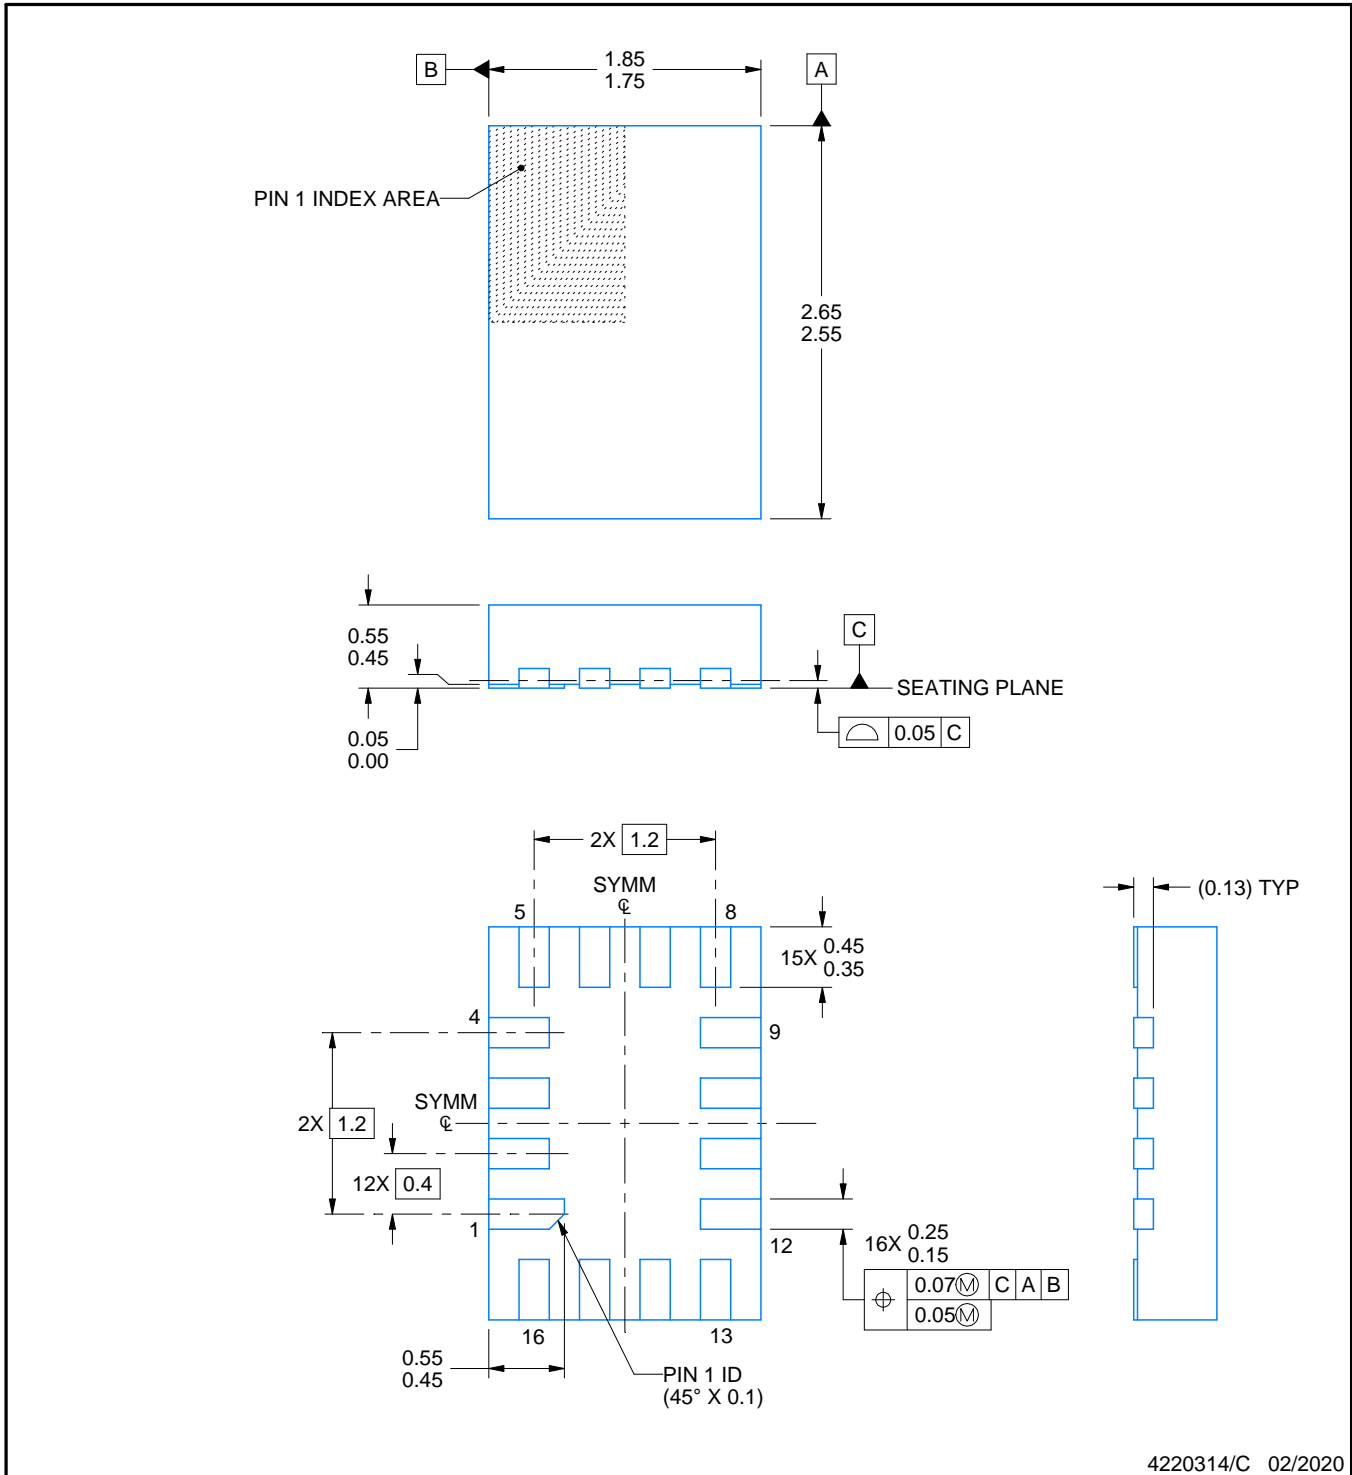 B
1.85
1.75
A
PIN 1 INDEX AREA
2.65
2.55
0.55
0.45
C
SEATING PLANE
0.05 C
0.05
0.00
2X 1.2
SYMM
℄
5
8
(0.13) TYP
15X 0.45
0.35
4
9
SYMM
℄
2X 1.2
12X 0.4
1
12
16X 0.25
0.15
⌖ 0.07Ⓜ C A B
0.05Ⓜ
16
13
0.55
0.45
PIN 1 ID
(45° X 0.1)
4220314/C 02/2020